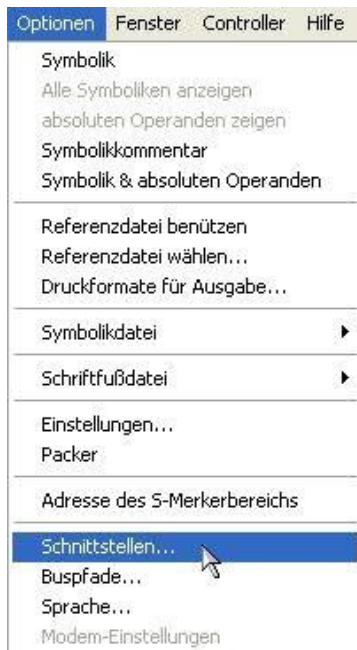 Optionen Fenster Controller Hilfe
Symbolik
Alle Symboliken anzeigen
absoluten Operanden zeigen
Symbolikkommentar
Symbolik & absoluten Operanden
Referenzdatei benützen
Referenzdatei wählen...
Druckformate für Ausgabe...
Symbolikdatei
Schriftfußdatei
Einstellungen...
Packer
Adresse des S-Merkerbereichs
Schnittstellen...
Buspfade...
Sprache...
Modem-Einstellungen